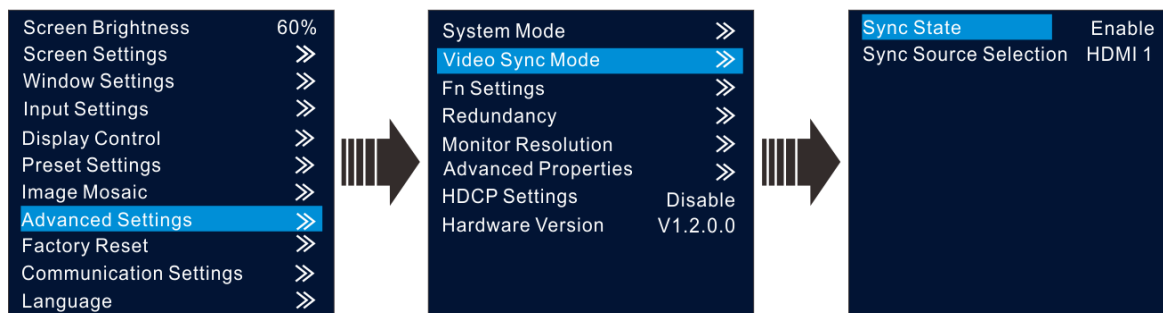 Screen Brightness 60%
Screen Settings
Window Settings
Input Settings
Display Control
Preset Settings
Image Mosaic
Advanced Settings
Factory Reset
Communication Settings
Language
System Mode
Video Sync Mode
Fn Settings
Redundancy
Monitor Resolution
Advanced Properties
HDCP Settings Disable
Hardware Version V1.2.0.0
Sync State Enable
Sync Source Selection HDMI 1